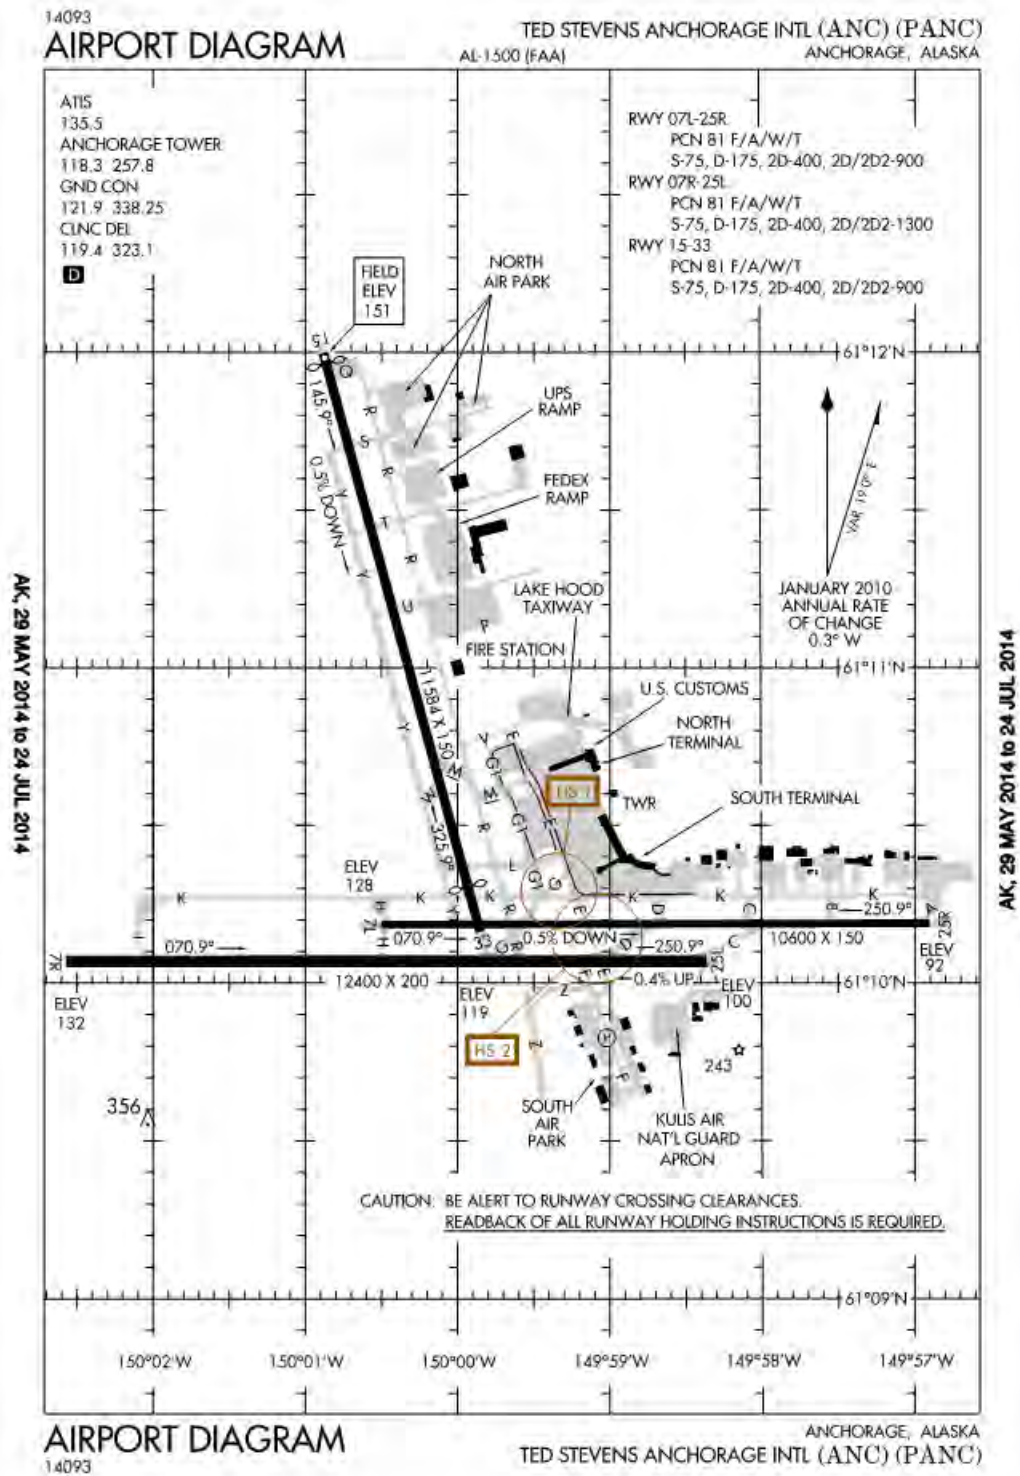 14093
AIRPORT DIAGRAM
AL-1500 (FAA)
TED STEVENS ANCHORAGE INTL (ANC) (PANC)
ANCHORAGE, ALASKA
ATIS
135.5
ANCHORAGE TOWER
118.3 257.8
GND CON
121.9 338.25
CLNC DEL
119.4 323.1
D
RWY 07L-25R
PCN 81 F/A/W/T
S-75, D-175, 2D-400, 2D/2D2-900
RWY 07R-25L
PCN 81 F/A/W/T
S-75, D-175, 2D-400, 2D/2D2-1300
RWY 15-33
PCN 81 F/A/W/T
S-75, D-175, 2D-400, 2D/2D2-900
FIELD
ELEV
151
NORTH
AIR PARK
15
61°12'N
Q
Q
145.9°
R
S
R
UPS
RAMP
0.5% DOWN
Y
T
R
FEDEX
RAMP
VAR 19.0° E
JANUARY 2010
ANNUAL RATE
OF CHANGE
0.3° W
Y
U
LAKE HOOD
TAXIWAY
P
FIRE STATION
61°11'N
U.S. CUSTOMS
11584 X 150
Y
NORTH
TERMINAL
E
V
G1
M
M
M
R
G1
E
HS 1
TWR
SOUTH TERMINAL
325.9°
L
G1
G
ELEV
128
K
K
Q
Q
K
R
Y
E
K
D
K
C
B
K
250.9°
A
25R
H
H
J
7L
070.9°
33
G
R
0.5% DOWN
D
250.9°
C
10600 X 150
ELEV
92
070.9°
7R
25L
12400 X 200
E
E
0.4% UP
61°10'N
ELEV
132
ELEV
119
Z
ELEV
100
HS 2
Z
H
P
243
356
SOUTH
AIR
PARK
KULIS AIR
NAT'L GUARD
APRON
CAUTION: BE ALERT TO RUNWAY CROSSING CLEARANCES.
READBACK OF ALL RUNWAY HOLDING INSTRUCTIONS IS REQUIRED.
61°09'N
150°02'W
150°01'W
150°00'W
149°59'W
149°58'W
149°57'W
AK, 29 MAY 2014 to 24 JUL 2014
AK, 29 MAY 2014 to 24 JUL 2014
AIRPORT DIAGRAM
14093
ANCHORAGE, ALASKA
TED STEVENS ANCHORAGE INTL (ANC) (PANC)